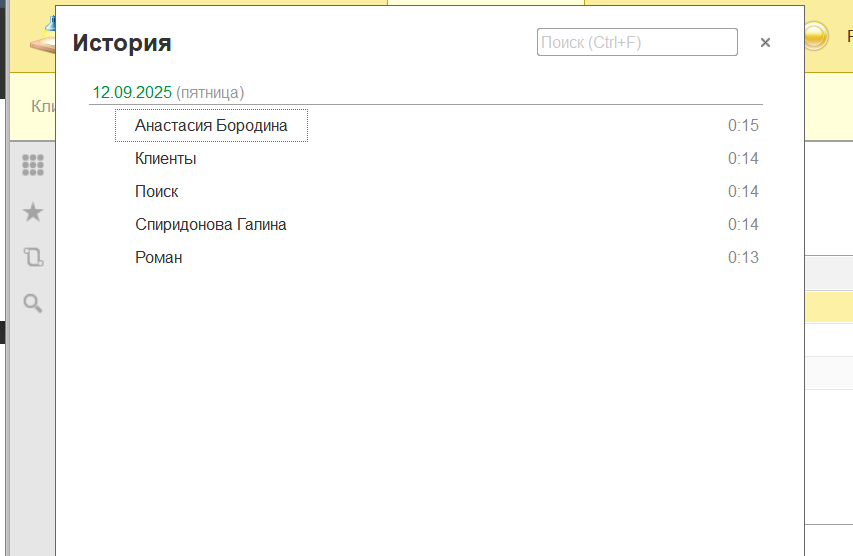 История
Поиск (Ctrl+F)
12.09.2025 (пятница)
Кли
Анастасия Бородина 0:15
Клиенты 0:14
Поиск 0:14
Спиридонова Галина 0:14
Роман 0:13